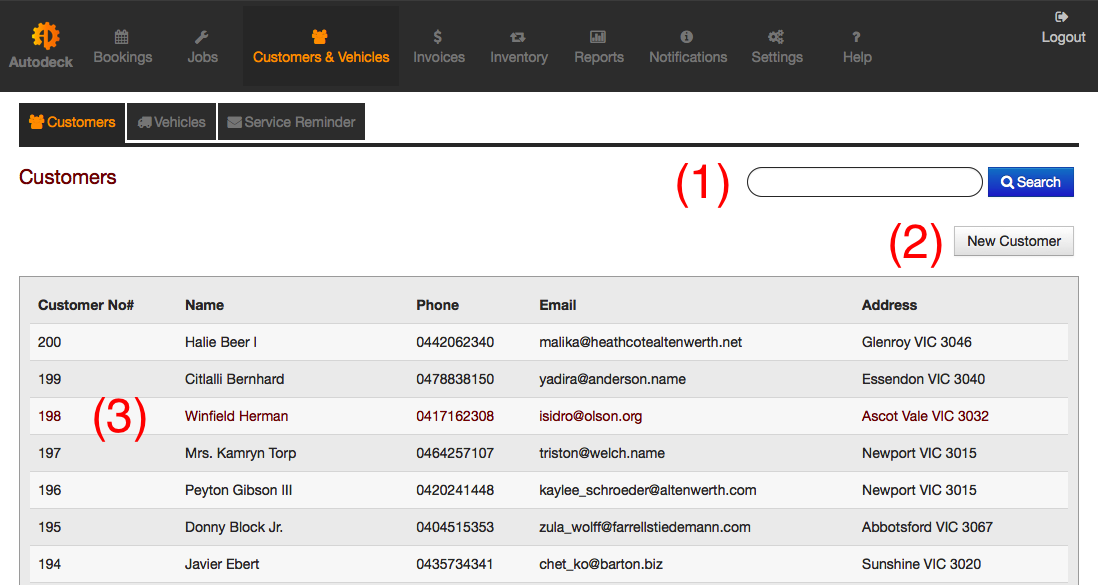 Logout
Autodeck Bookings Jobs Customers & Vehicles Invoices Inventory Reports Notifications Settings Help
Customers Vehicles Service Reminder
Customers (1) Search
(2) New Customer
Customer No# Name Phone Email Address
200 Halie Beer I 0442062340 malika@heathcotealtenwerth.net Glenroy VIC 3046
199 Citlalli Bernhard 0478838150 yadira@anderson.name Essendon VIC 3040
198 (3) Winfield Herman 0417162308 isidro@olson.org Ascot Vale VIC 3032
197 Mrs. Kamryn Torp 0464257107 triston@welch.name Newport VIC 3015
196 Peyton Gibson III 0420241448 kaylee_schroeder@altenwerth.com Newport VIC 3015
195 Donny Block Jr. 0404515353 zula_wolff@farrellstiedemann.com Abbotsford VIC 3067
194 Javier Ebert 0435734341 chet_ko@barton.biz Sunshine VIC 3020